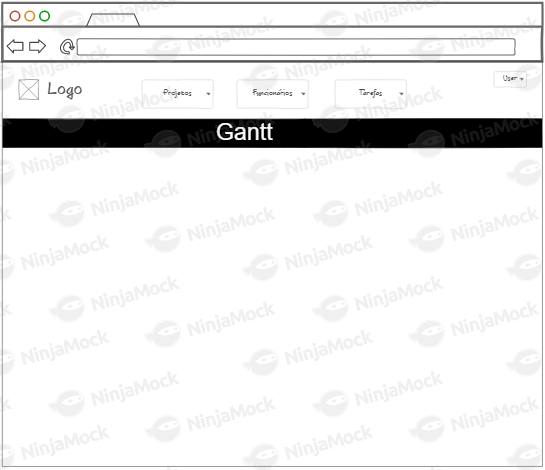 Logo
Projetos
Funcionários
Tarefas
User
Gantt
NinjaMock